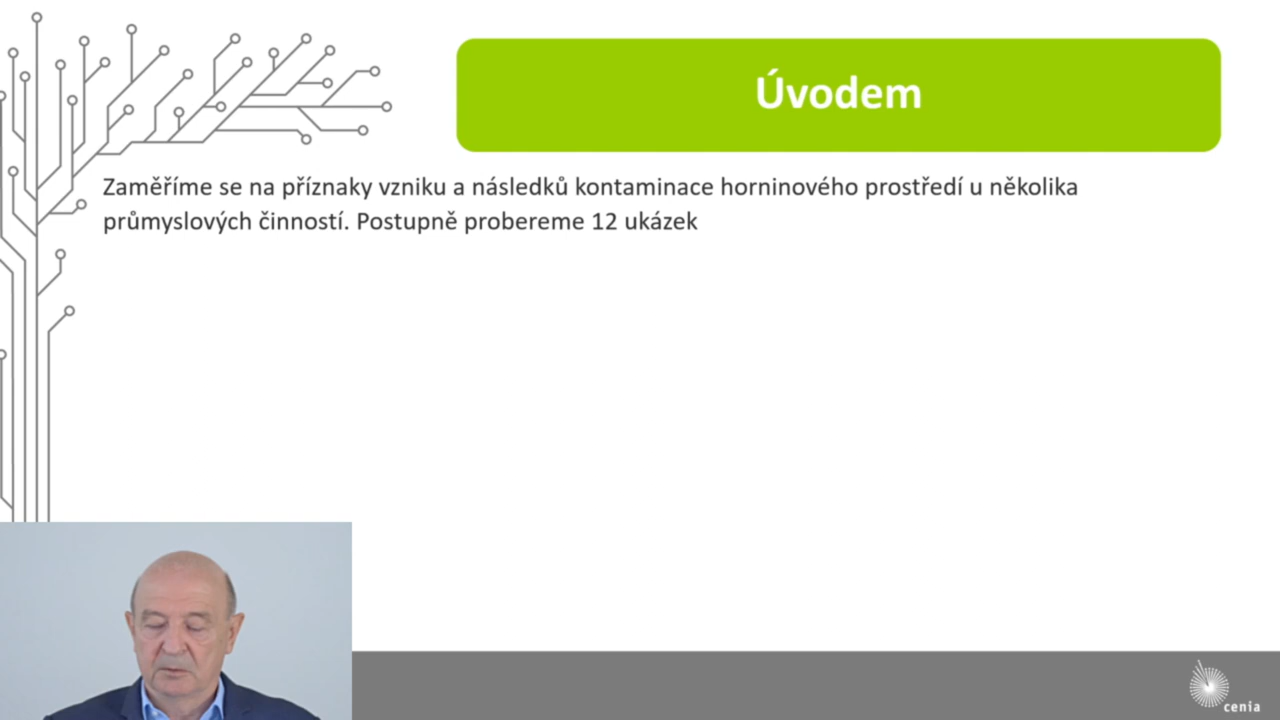 Úvodem
Zaměříme se na příznaky vzniku a následků kontaminace horninového prostředí u několika
průmyslových činností. Postupně probereme 12 ukázek
cenia